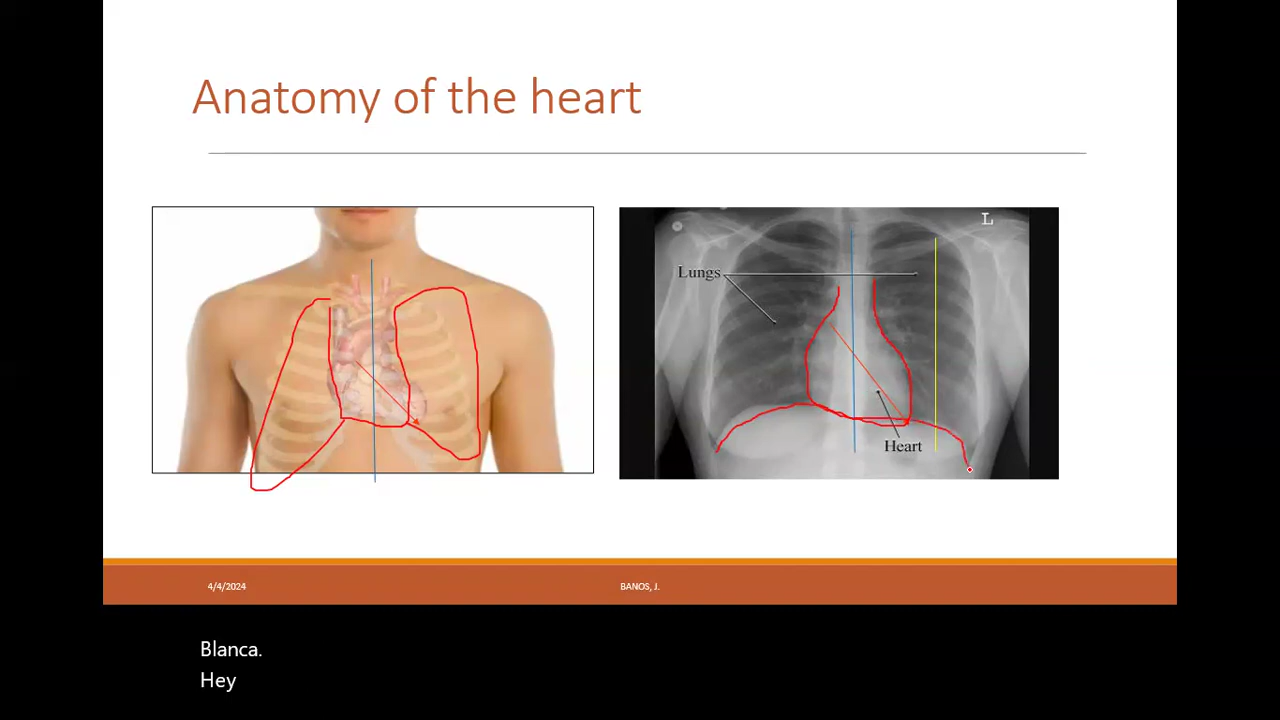 Anatomy of the heart
L
Lungs
Heart
4/4/2024
BANOS, J.
Blanca.
Hey